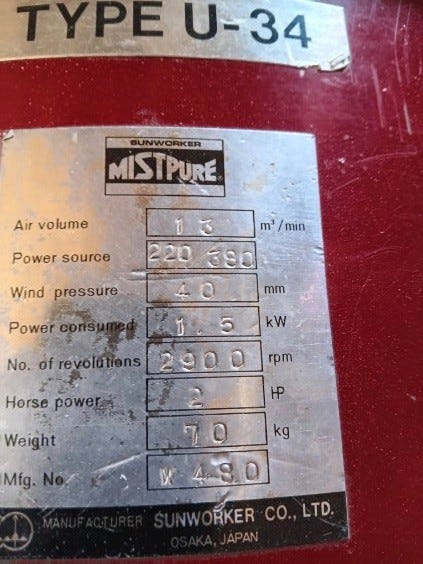 TYPE U-34
SUNWORKER
MISTPURE
Air volume 13 m³/min
Power source 220 380
Wind pressure 40 mm
Power consumed 1.5 kW
No. of revolutions 2900 rpm
Horse power 2 HP
Weight 70 kg
Mfg. No. W 480
MANUFACTURER SUNWORKER CO., LTD.
OSAKA, JAPAN